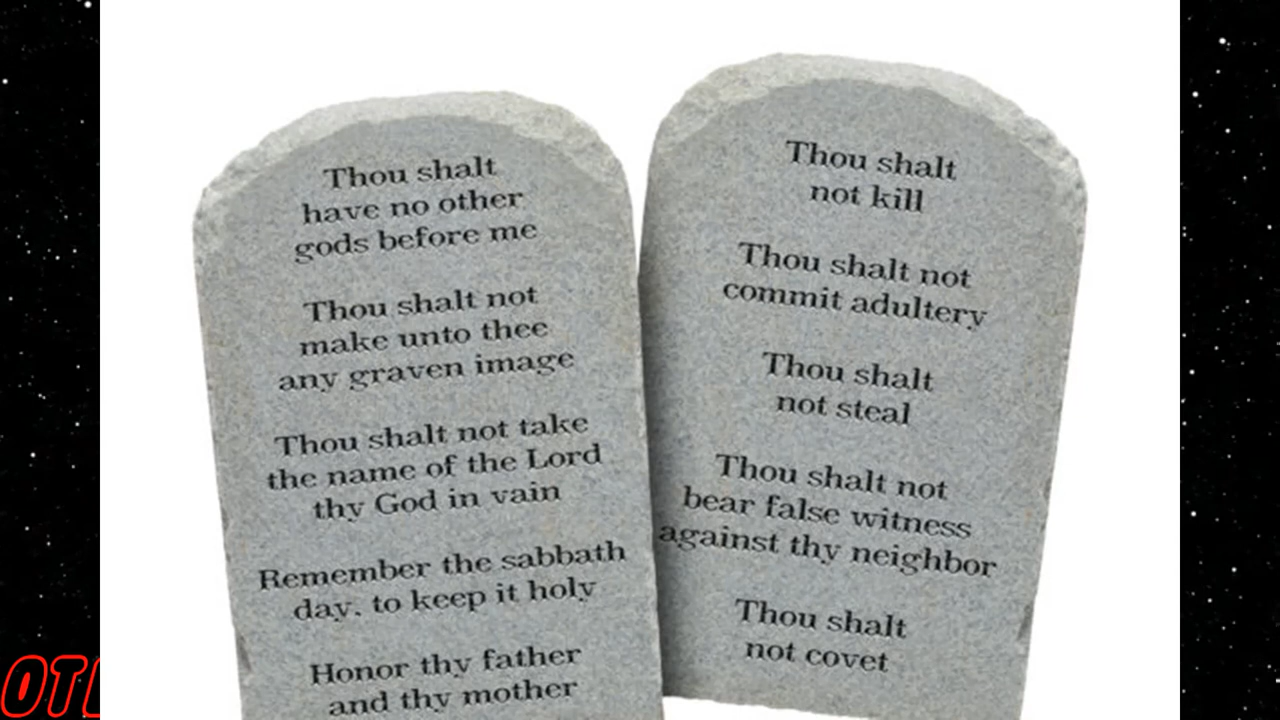 Thou shalt
have no other
gods before me
Thou shalt not
make unto thee
any graven image
Thou shalt not take
the name of the Lord
thy God in vain
Remember the sabbath
day. to keep it holy
Honor thy father
and thy mother
Thou shalt
not kill
Thou shalt not
commit adultery
Thou shalt
not steal
Thou shalt not
bear false witness
against thy neighbor
Thou shalt
not covet